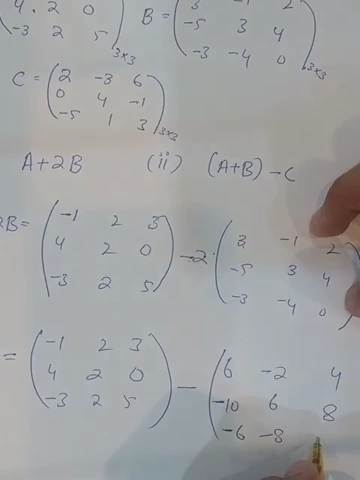 4 . 2 0 B = -1 2
-3 2 5 3×3 -5 3 4
-3 -4 0 3×3
C = 2 -3 6
0 4 -1
-5 1 3 3×3
A+2B (ii) (A+B) - C
2B = -1 2 3 - 2 · 3 -1 2
4 2 0 -5 3 4
-3 2 5 -3 -4 0
= -1 2 3 - 6 -2 4
4 2 0 -10 6 8
-3 2 5 -6 -8